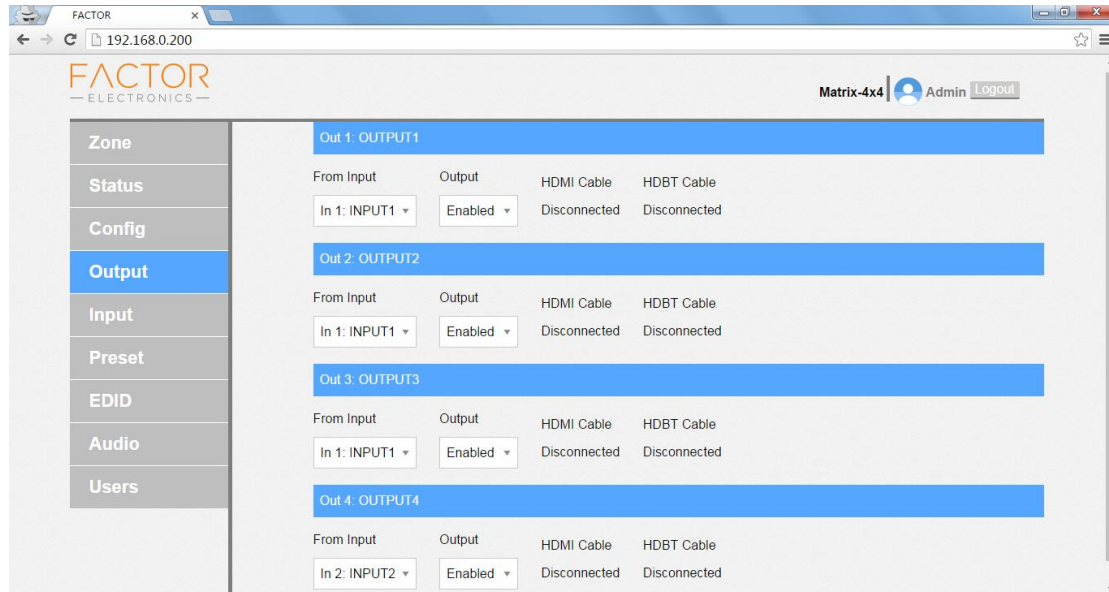 FACTOR
192.168.0.200
FACTOR
ELECTRONICS
Matrix-4x4 Admin Logout
Zone
Status
Config
Output
Input
Preset
EDID
Audio
Users
Out 1: OUTPUT1
From Input Output HDMI Cable HDBT Cable
In 1: INPUT1 Enabled Disconnected Disconnected
Out 2: OUTPUT2
From Input Output HDMI Cable HDBT Cable
In 1: INPUT1 Enabled Disconnected Disconnected
Out 3: OUTPUT3
From Input Output HDMI Cable HDBT Cable
In 1: INPUT1 Enabled Disconnected Disconnected
Out 4: OUTPUT4
From Input Output HDMI Cable HDBT Cable
In 2: INPUT2 Enabled Disconnected Disconnected